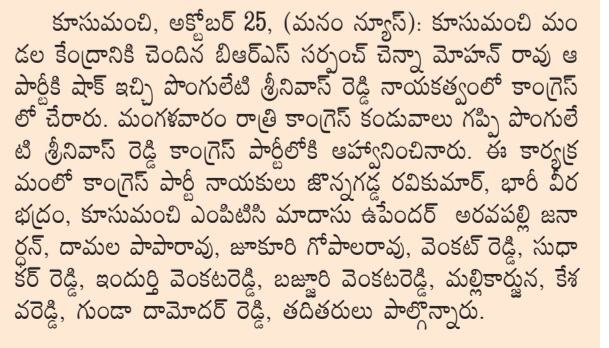 కూసుమంచి, అక్టోబర్ 25, (మనం న్యూస్): కూసుమంచి మం
డల కేంద్రానికి చెందిన బిఆర్ఎస్ సర్పంచ్ చెన్నా మోహన్ రావు ఆ
పార్టీకి షాక్ ఇచ్చి పొంగులేటి శ్రీనివాస్ రెడ్డి నాయకత్వంలో కాంగ్రెస్
లో చేరారు. మంగళవారం రాత్రి కాంగ్రెస్ కండువాలు గప్పి పొంగులే
టి శ్రీనివాస్ రెడ్డి కాంగ్రెస్ పార్టీలోకి ఆహ్వానించినారు. ఈ కార్యక్ర
మంలో కాంగ్రెస్ పార్టీ నాయకులు జొన్నగడ్డ రవికుమార్, భారీ వీర
భద్రం, కూసుమంచి ఎంపిటిసి మాదాసు ఉపేందర్ అరవపల్లి జనా
ర్ధన్, దామల పాపారావు, జూకూరి గోపాలరావు, వెంకట్ రెడ్డి, సుధా
కర్ రెడ్డి, ఇందుర్తి వెంకటరెడ్డి, బజ్జూరి వెంకటరెడ్డి, మల్లికార్జున, కేశ
వరెడ్డి, గుండా దామోదర్ రెడ్డి, తదితరులు పాల్గొన్నారు.